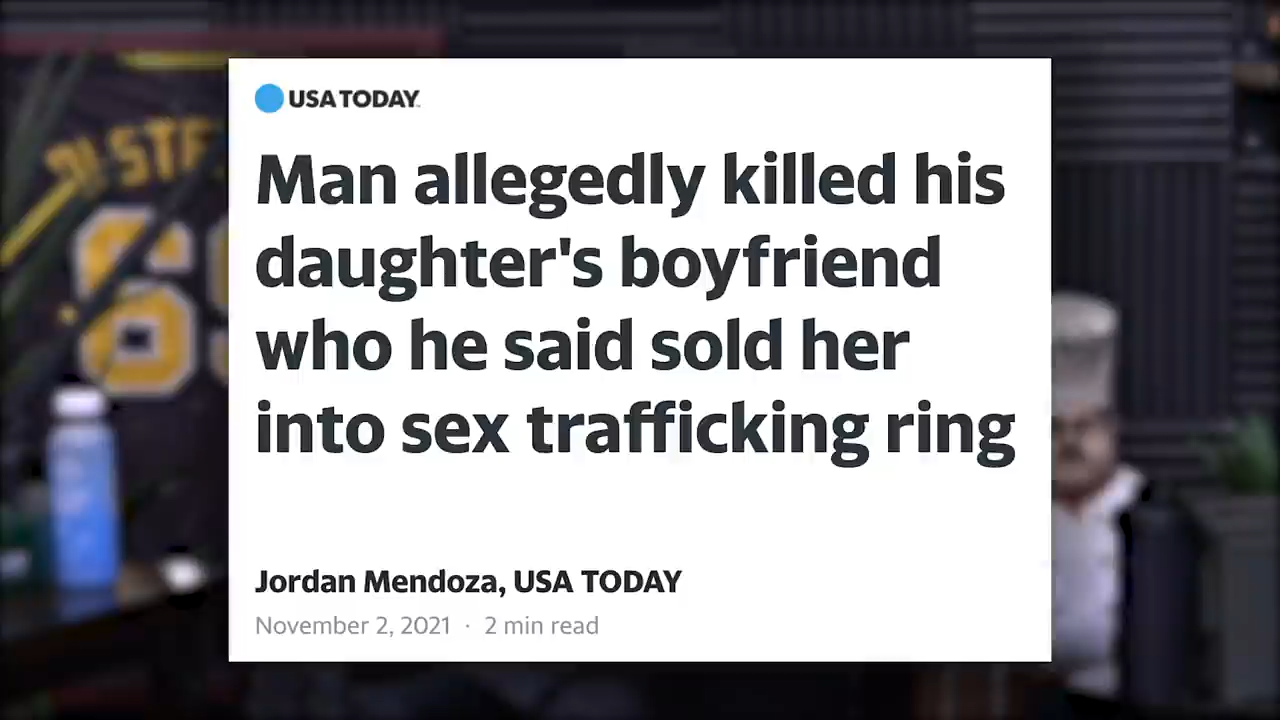 USA TODAY
Man allegedly killed his
daughter's boyfriend
who he said sold her
into sex trafficking ring
Jordan Mendoza, USA TODAY
November 2, 2021 · 2 min read